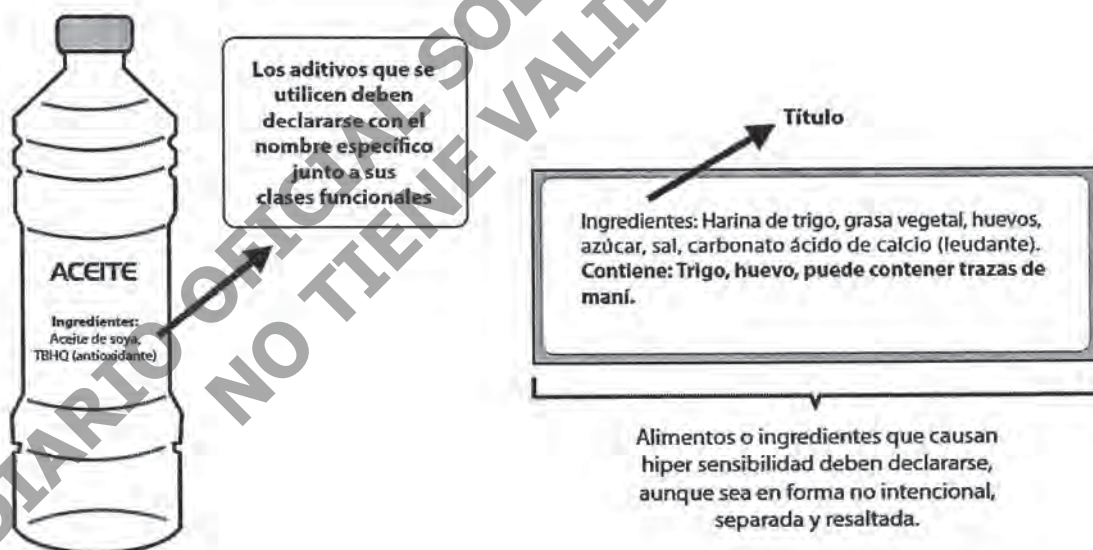 Los aditivos que se
utilicen deben
declararse con el
nombre específico
junto a sus
clases funcionales
ACEITE
Ingredientes:
Aceite de soya,
TBHQ (antioxidante)
Título
Ingredientes: Harina de trigo, grasa vegetal, huevos,
azúcar, sal, carbonato ácido de calcio (leudante).
Contiene: Trigo, huevo, puede contener trazas de
maní.
Alimentos o ingredientes que causan
hiper sensibilidad deben declararse,
aunque sea en forma no intencional,
separada y resaltada.
DIARIO OFICIAL
NO TIENE